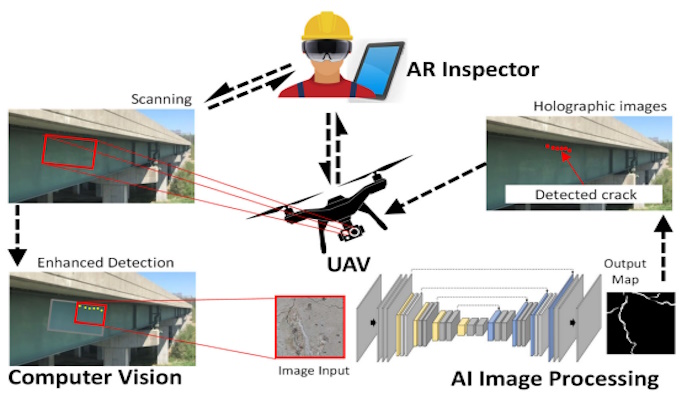 AR Inspector
Scanning
Holographic images
Detected crack
UAV
Enhanced Detection
Output
Map
Image Input
Computer Vision
AI Image Processing